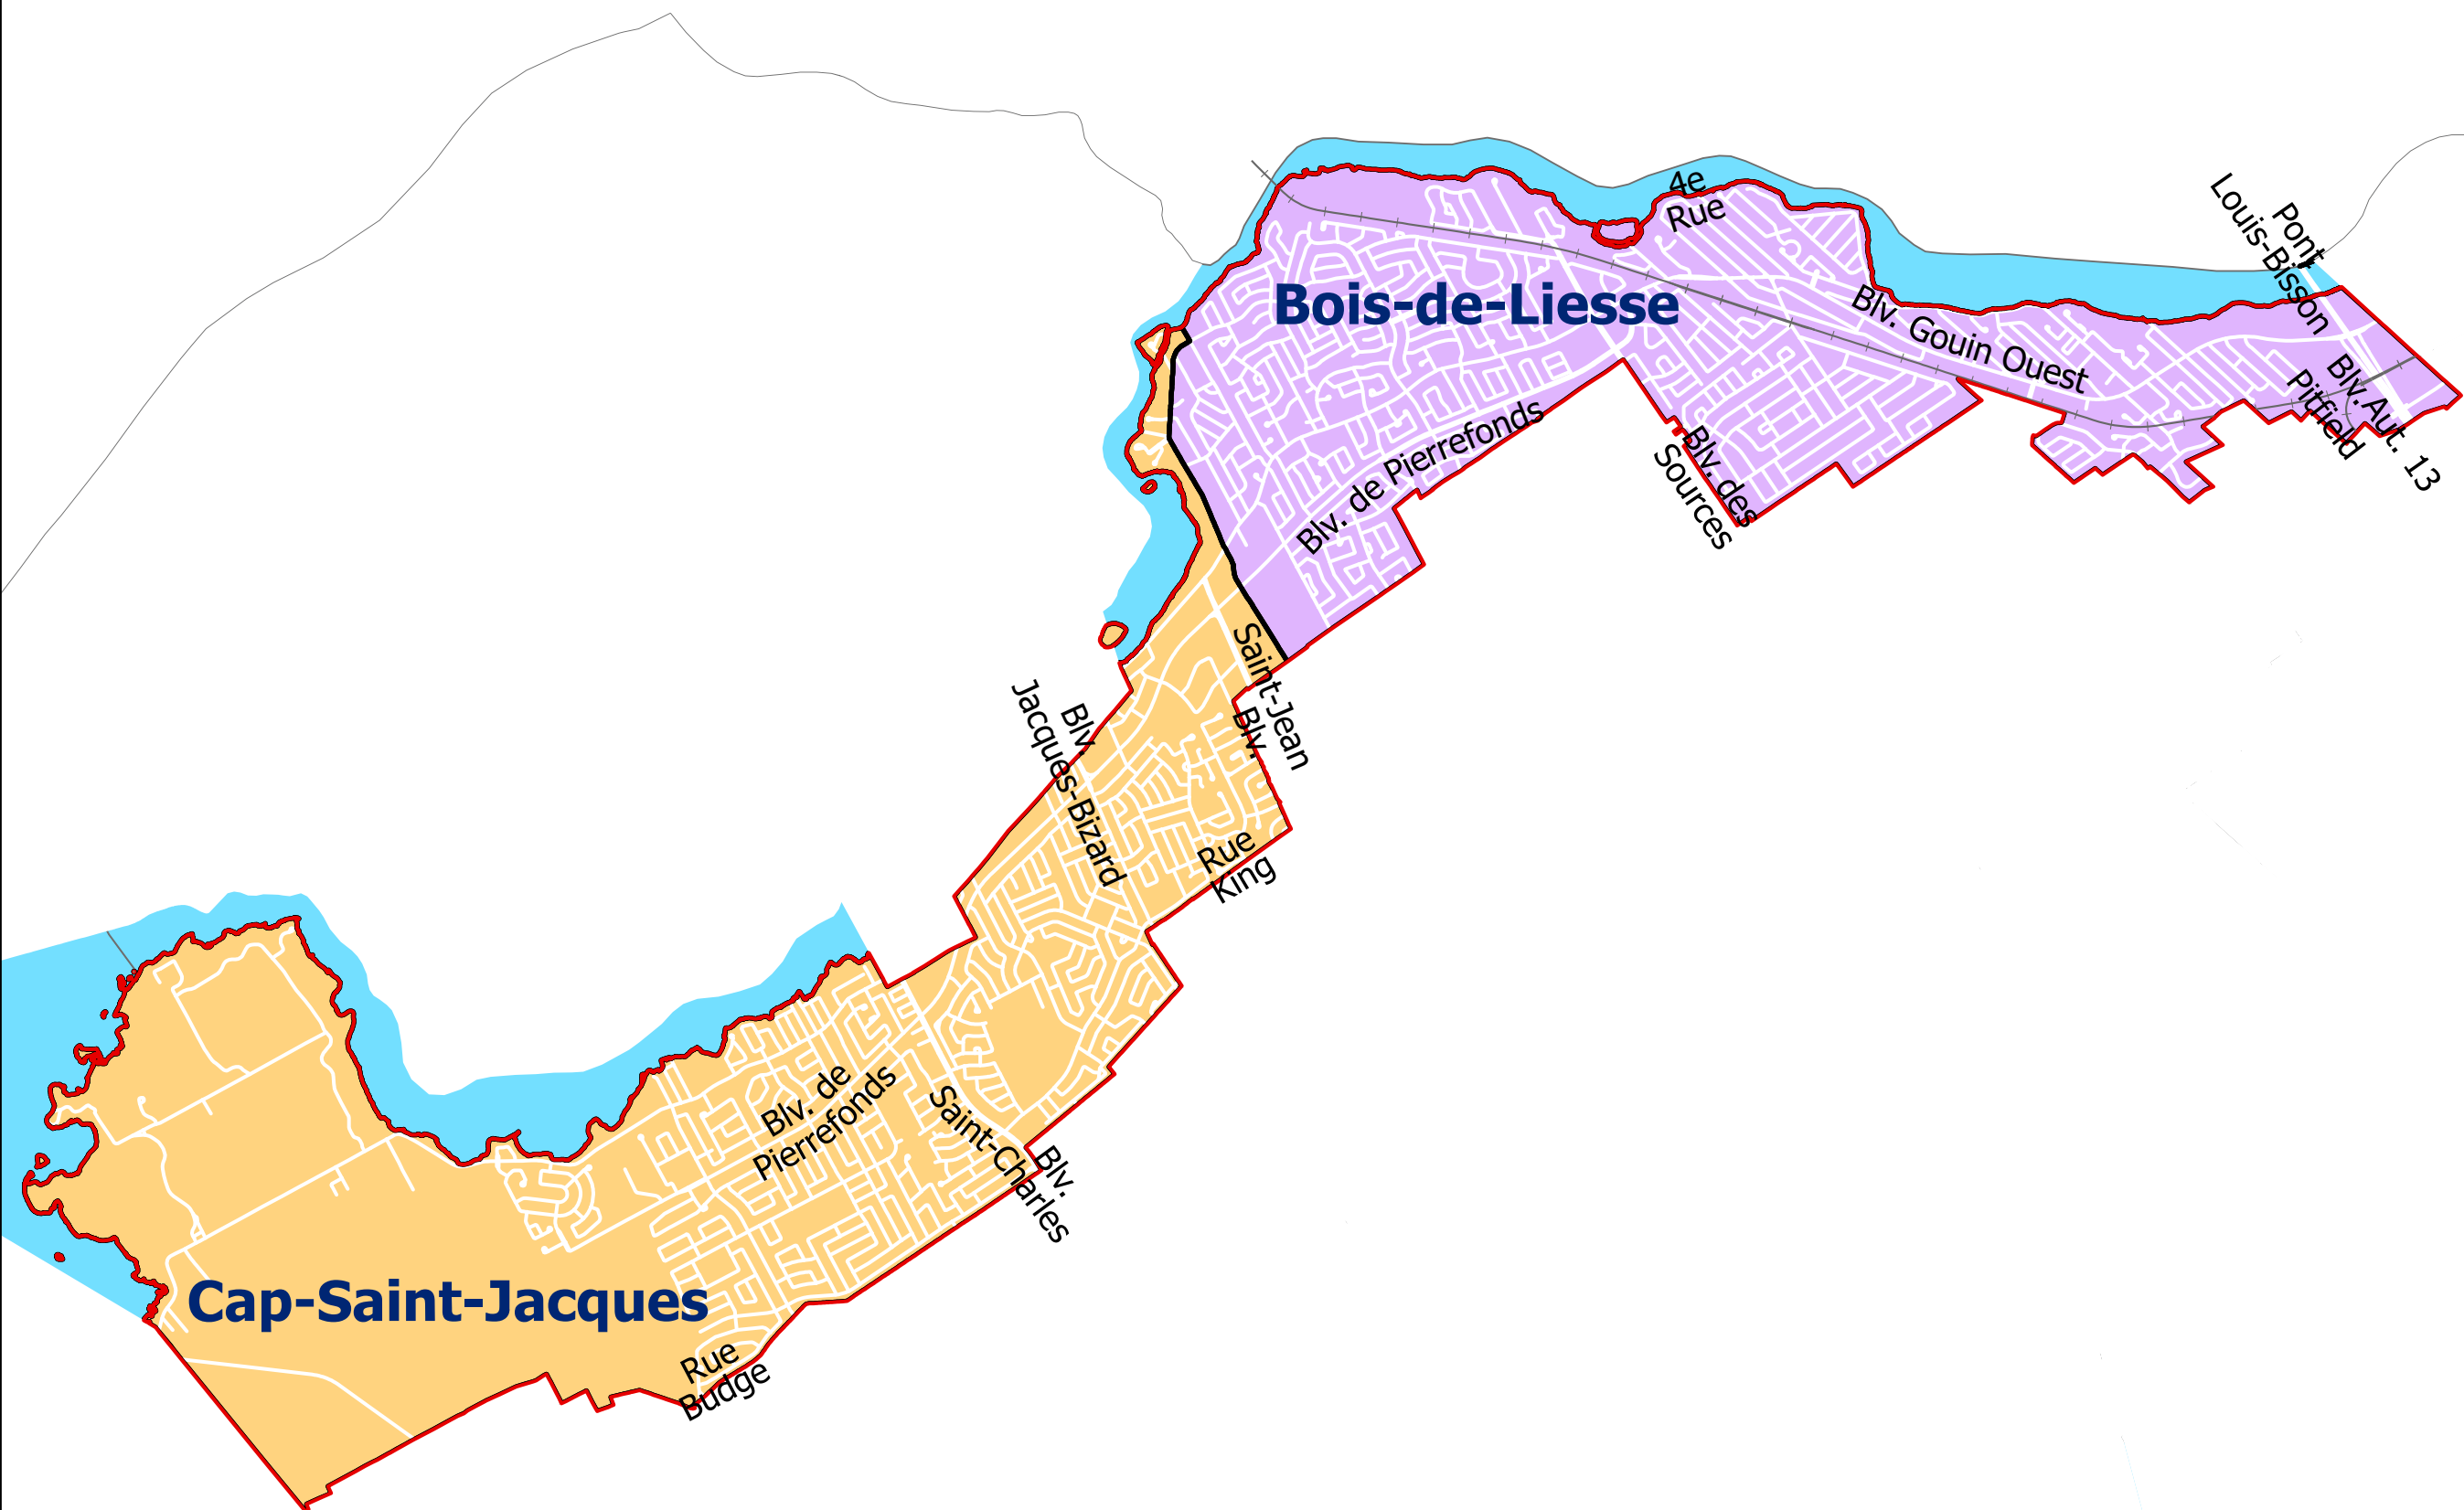 4e
Rue
Pont
Louis-Bisson
Bois-de-Liesse
Blv. Gouin Ouest
Blv. Aut. 13
Pitfield
Blv. de Pierrefonds
Blv. des
Sources
Saint-Jean
Blv.
Blv.
Jacques-Bizard
Rue
King
Blv. de
Pierrefonds
Saint-Charles
Blv.
Cap-Saint-Jacques
Rue
Budge